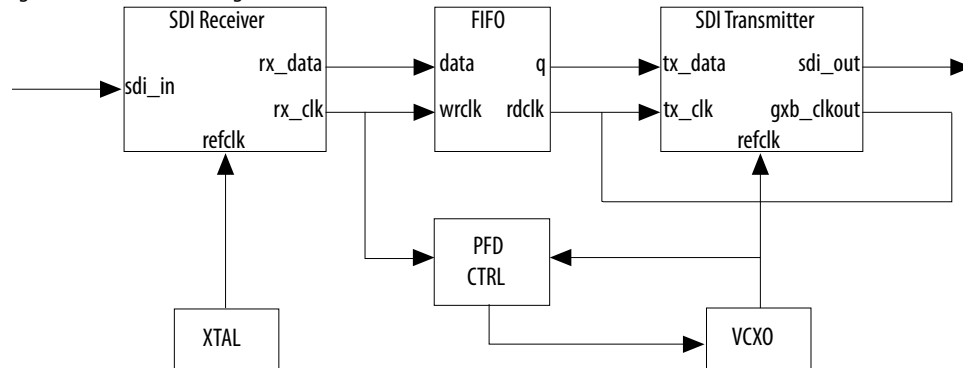 SDI Receiver
FIFO
SDI Transmitter
rx_data
data
q
tx_data
sdi_out
sdi_in
rx_clk
wrclk
rdclk
tx_clk
gxb_clkout
refclk
refclk
PFD
CTRL
XTAL
VCXO